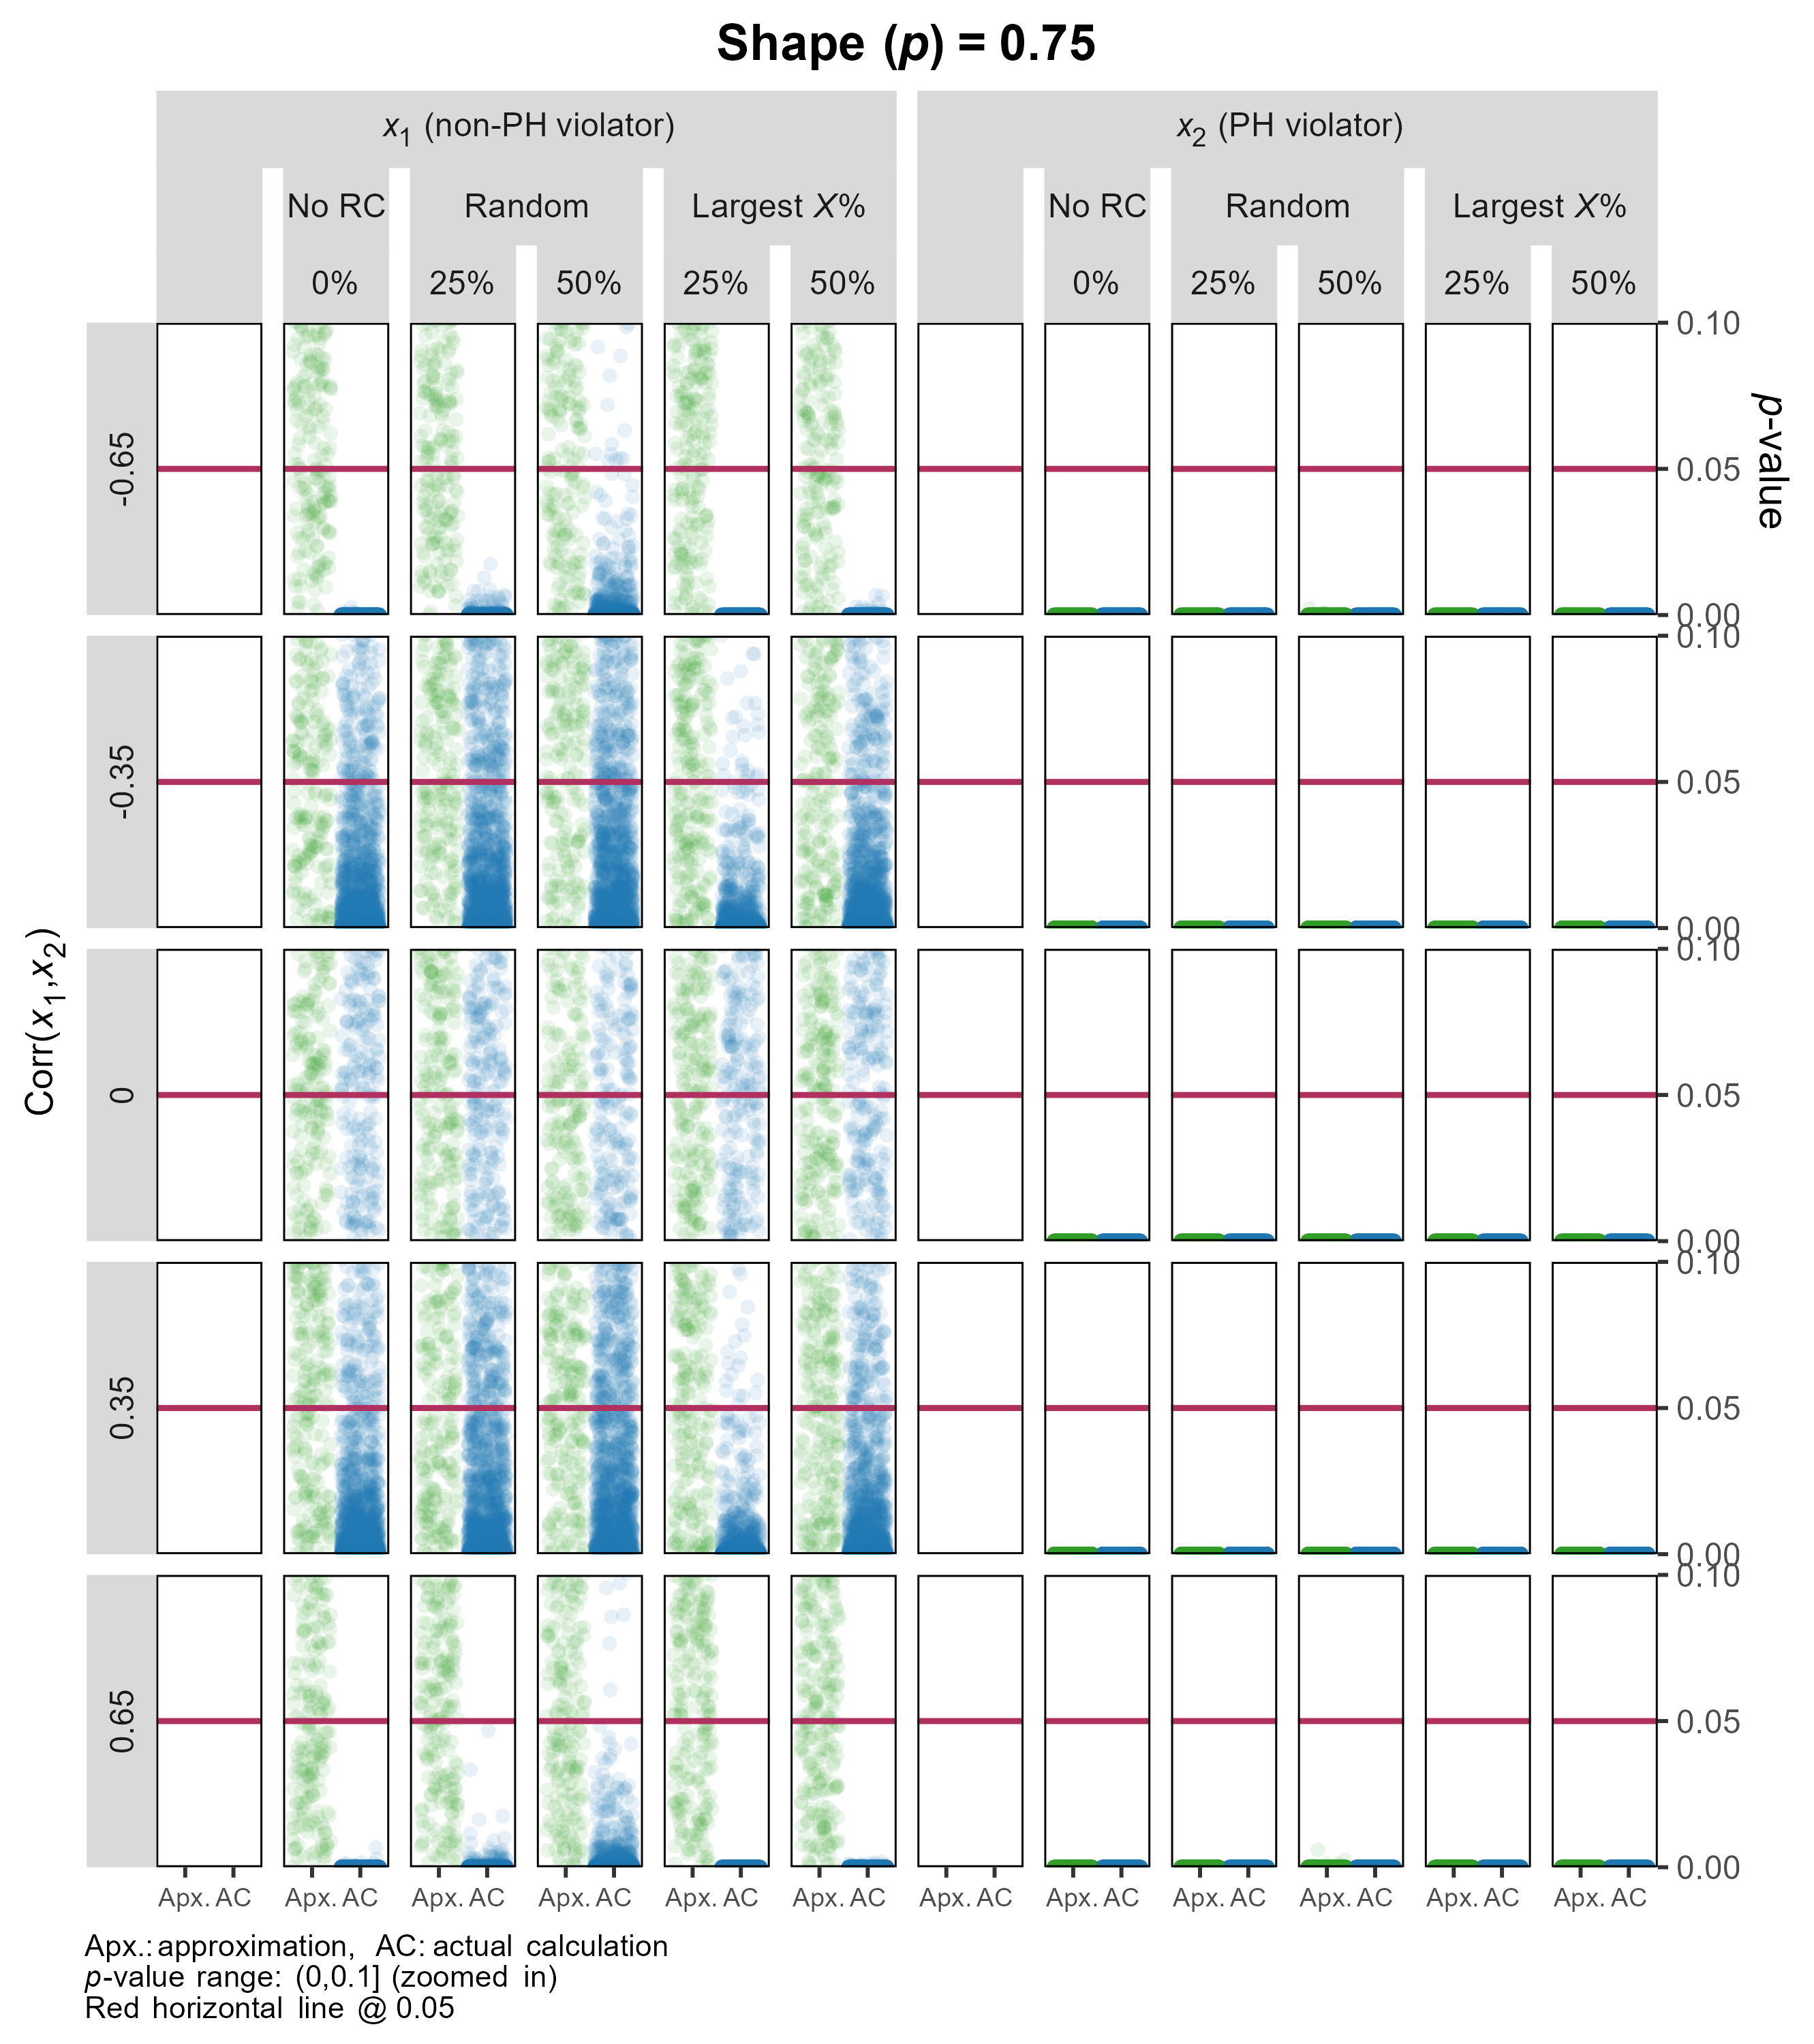 Shape (p) = 0.75
x1 (non-PH violator) x2 (PH violator)
No RC Random Largest X% No RC Random Largest X%
0% 25% 50% 25% 50% 0% 25% 50% 25% 50%
-0.65
0.10
0.05
0.00
p-value
-0.35
0.10
0.05
0.00
Corr(x1,x2)
0
0.10
0.05
0.00
0.35
0.10
0.05
0.00
0.65
0.10
0.05
0.00
Apx. AC Apx. AC Apx. AC Apx. AC Apx. AC Apx. AC Apx. AC Apx. AC Apx. AC Apx. AC Apx. AC Apx. AC
Apx.: approximation, AC: actual calculation
p-value range: (0,0.1] (zoomed in)
Red horizontal line @ 0.05